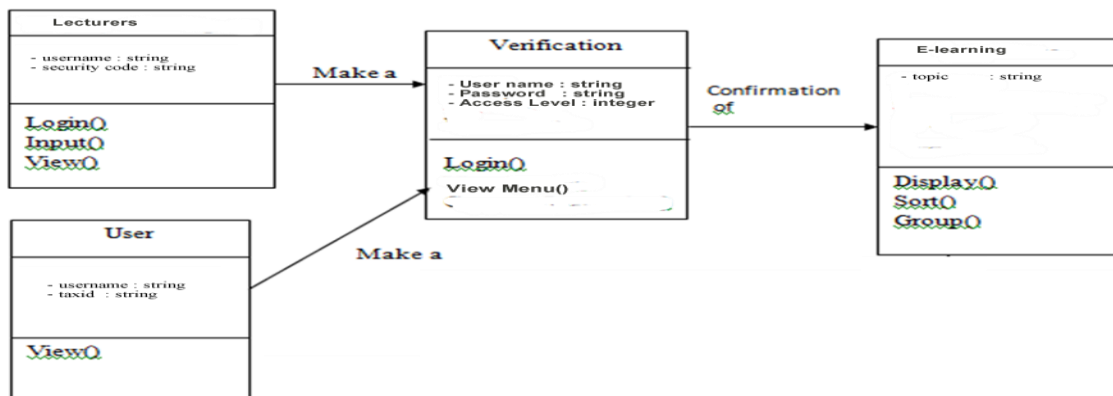 Lecturers
- username : string
- security code : string
Login()
Input()
View()
Make a
Verification
- User name : string
- Password : string
- Access Level : integer
Login()
View Menu()
Confirmation
of
E-learning
- topic : string
Display()
Sort()
Group()
User
- username : string
- taxid : string
View()
Make a